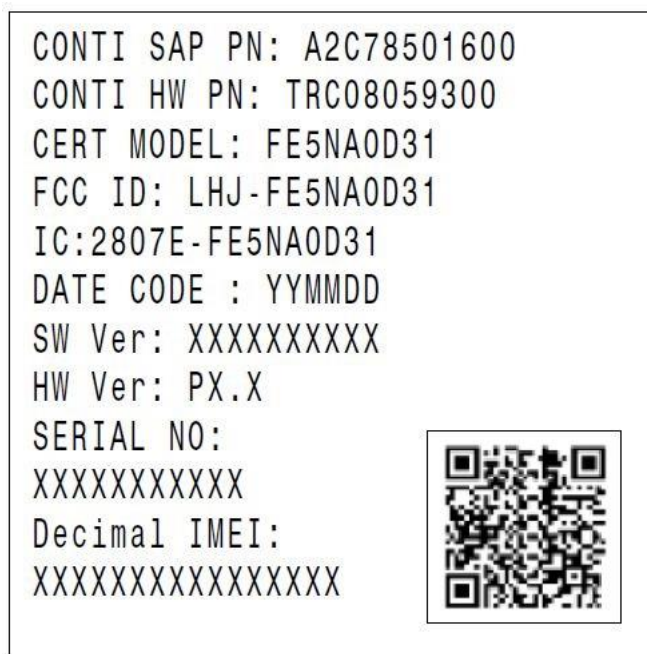 CONTI SAP PN: A2C78501600
CONTI HW PN: TRC08059300
CERT MODEL: FE5NA0D31
FCC ID: LHJ-FE5NA0D31
IC:2807E-FE5NA0D31
DATE CODE : YYMMDD
SW Ver: XXXXXXXXXX
HW Ver: PX.X
SERIAL NO:
XXXXXXXXXXX
Decimal IMEI:
XXXXXXXXXXXXXXXX